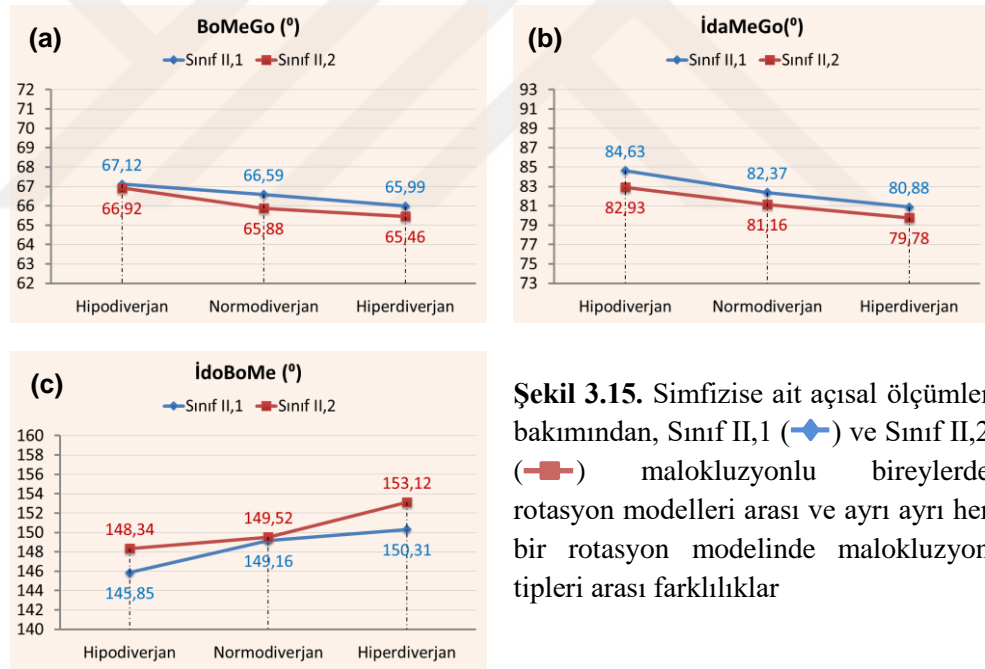 (a)
BoMeGo (⁰)
Sınıf II,1 Sınıf II,2
72
71
70
69
68
67
66
65
64
63
62
67,12 66,59 65,99
66,92 65,88 65,46
Hipodiverjan Normodiverjan Hiperdiverjan
(b)
İdaMeGo(⁰)
Sınıf II,1 Sınıf II,2
93
91
89
87
85
83
81
79
77
75
73
84,63 82,37 80,88
82,93 81,16 79,78
Hipodiverjan Normodiverjan Hiperdiverjan
(c)
İdoBoMe (⁰)
Sınıf II,1 Sınıf II,2
160
158
156
154
152
150
148
146
144
142
140
148,34 149,52 153,12
145,85 149,16 150,31
Hipodiverjan Normodiverjan Hiperdiverjan
Şekil 3.15. Simfizise ait açısal ölçümler
bakımından, Sınıf II,1 ( ) ve Sınıf II,2
( ) malokluzyonlu bireylerde
rotasyon modelleri arası ve ayrı ayrı her
bir rotasyon modelinde malokluzyon
tipleri arası farklılıklar